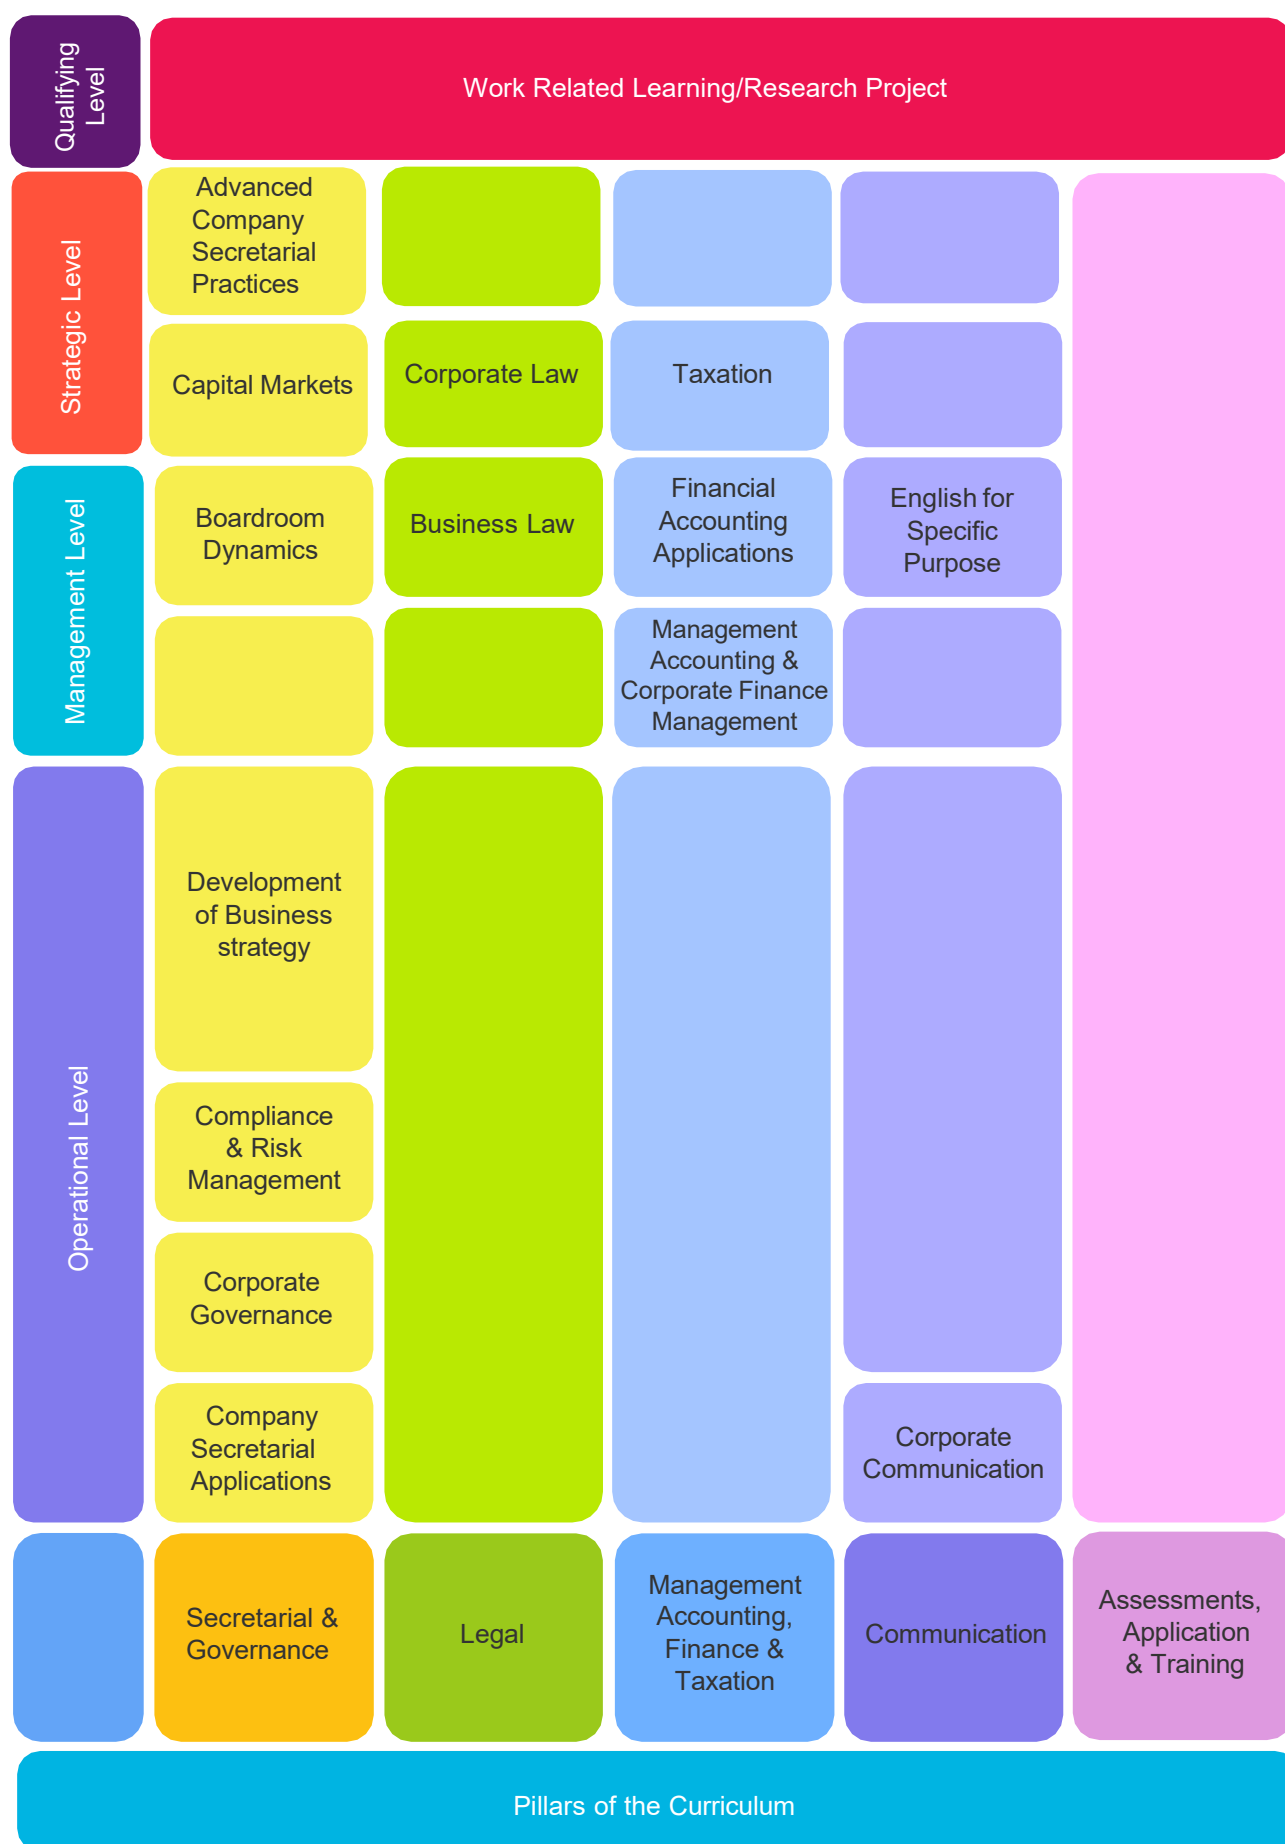 Qualifying
Level
Work Related Learning/Research Project
Strategic Level
Advanced
Company
Secretarial
Practices
Capital Markets
Corporate Law
Taxation
Management Level
Boardroom
Dynamics
Business Law
Financial
Accounting
Applications
English for
Specific
Purpose
Management
Accounting &
Corporate Finance
Management
Operational Level
Development
of Business
strategy
Compliance
& Risk
Management
Corporate
Governance
Company
Secretarial
Applications
Corporate
Communication
Secretarial &
Governance
Legal
Management
Accounting,
Finance &
Taxation
Communication
Assessments,
Application
& Training
Pillars of the Curriculum